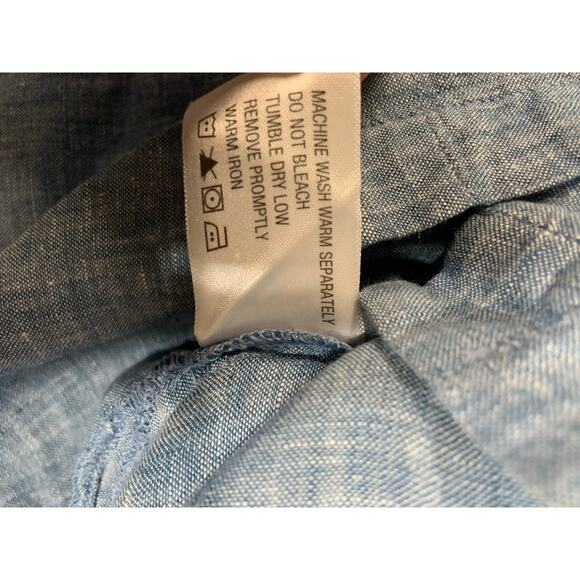 MACHINE WASH WARM SEPARATELY
DO NOT BLEACH
TUMBLE DRY LOW
REMOVE PROMPTLY
WARM IRON